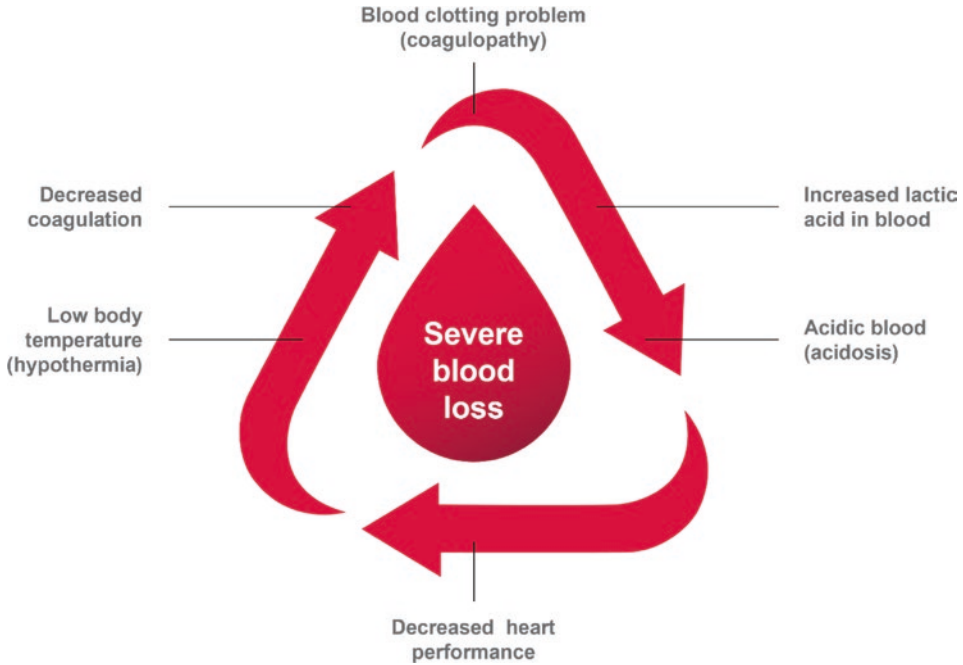 Blood clotting problem
(coagulopathy)
Decreased
coagulation
Increased lactic
acid in blood
Low body
temperature
(hypothermia)
Severe
blood
loss
Acidic blood
(acidosis)
Decreased heart
performance